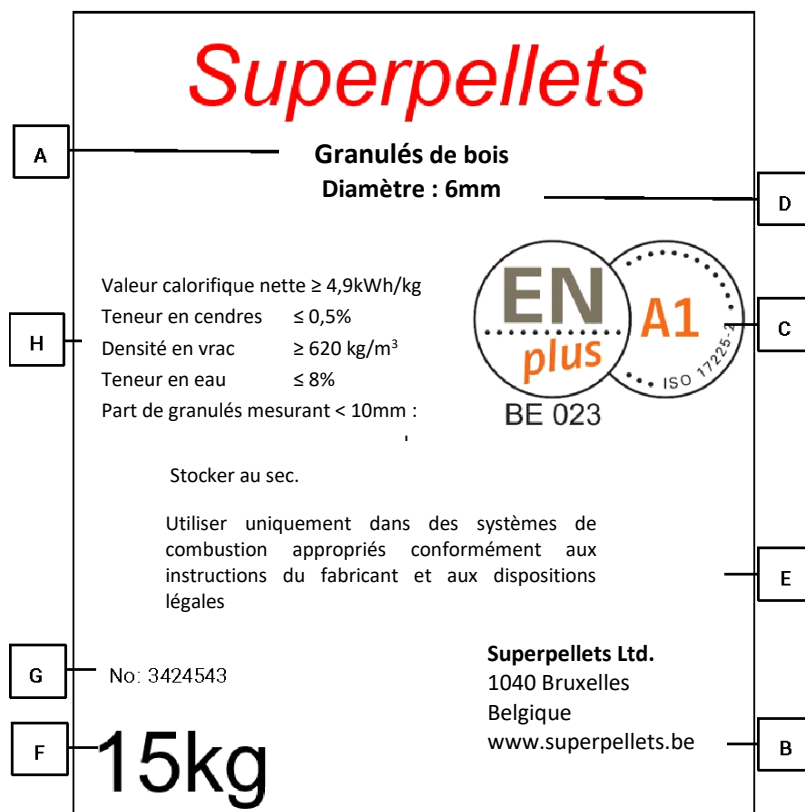 Superpellets
A
Granulés de bois
Diamètre : 6mm
D
Valeur calorifique nette ≥ 4,9kWh/kg
Teneur en cendres ≤ 0,5%
Densité en vrac ≥ 620 kg/m³
Teneur en eau ≤ 8%
Part de granulés mesurant < 10mm :
H
EN
plus
A1
ISO 17225-2
BE 023
C
Stocker au sec.
Utiliser uniquement dans des systèmes de
combustion appropriés conformément aux
instructions du fabricant et aux dispositions
légales
E
G
No: 3424543
F
15kg
Superpellets Ltd.
1040 Bruxelles
Belgique
www.superpellets.be
B